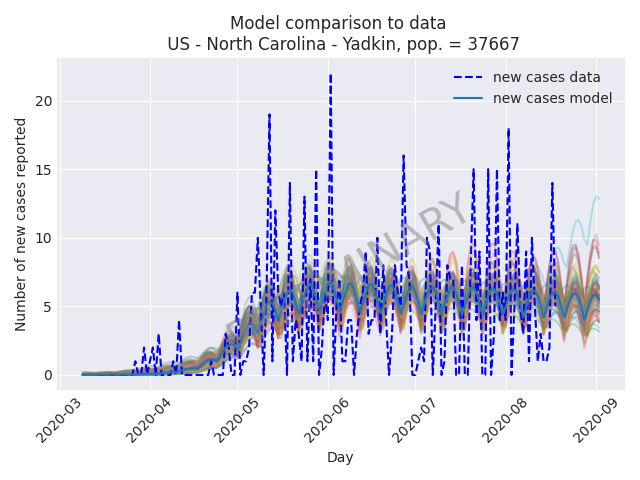 Model comparison to data
US - North Carolina - Yadkin, pop. = 37667
new cases data
new cases model
Number of new cases reported
20
15
10
5
0
2020-03
2020-04
2020-05
2020-06
2020-07
2020-08
2020-09
Day